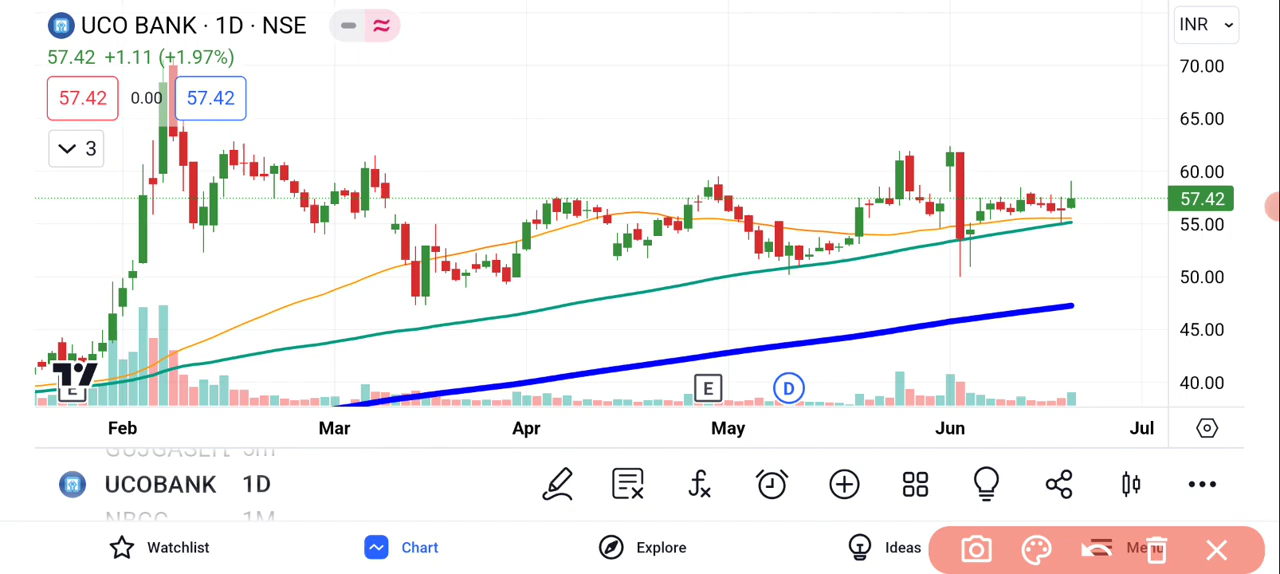 UCO BANK · 1D · NSE
INR
57.42 +1.11 (+1.97%)
57.42 0.00 57.42
3
70.00
65.00
60.00
57.42
55.00
50.00
45.00
40.00
E
E
D
Feb Mar Apr May Jun Jul
UCOBANK 1D
NBCC 1M
Watchlist
Chart
Explore
Ideas
Menu